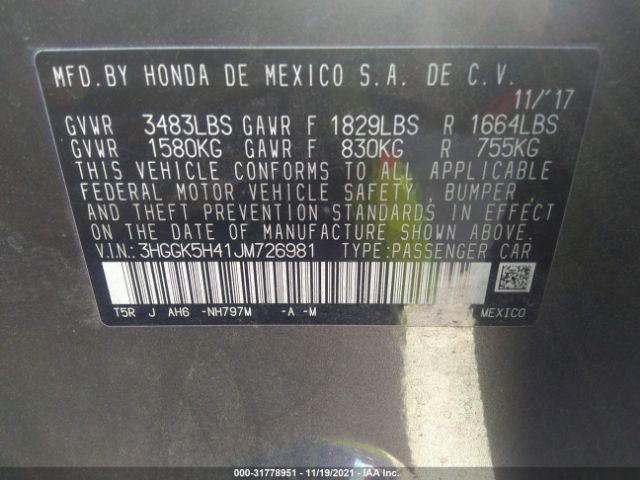 MFD.BY HONDA DE MEXICO S.A. DE C.V.
11/'17
GVWR 3483LBS GAWR F 1829LBS R 1664LBS
GVWR 1580KG GAWR F 830KG R 755KG
THIS VEHICLE CONFORMS TO ALL APPLICABLE
FEDERAL MOTOR VEHICLE SAFETY, BUMPER,
AND THEFT PREVENTION STANDARDS IN EFFECT
ON THE DATE OF MANUFACTURE SHOWN ABOVE.
V.I.N.: 3HGGK5H41JM726981 TYPE:PASSENGER CAR
T5R J AH6 -NH797M -A -M MEXICO
000-31778951 - 11/19/2021 - IMPACTAUTO.CA